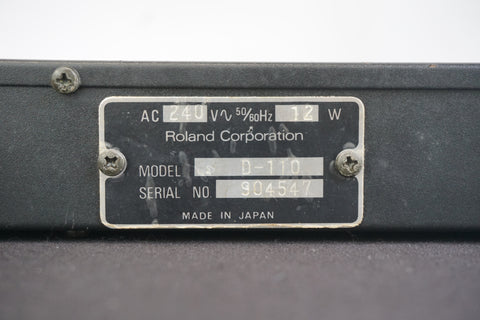 AC 240 V∿ 50/60Hz 12 W
Roland Corporation
MODEL S D-110
SERIAL NO. 904547
MADE IN JAPAN